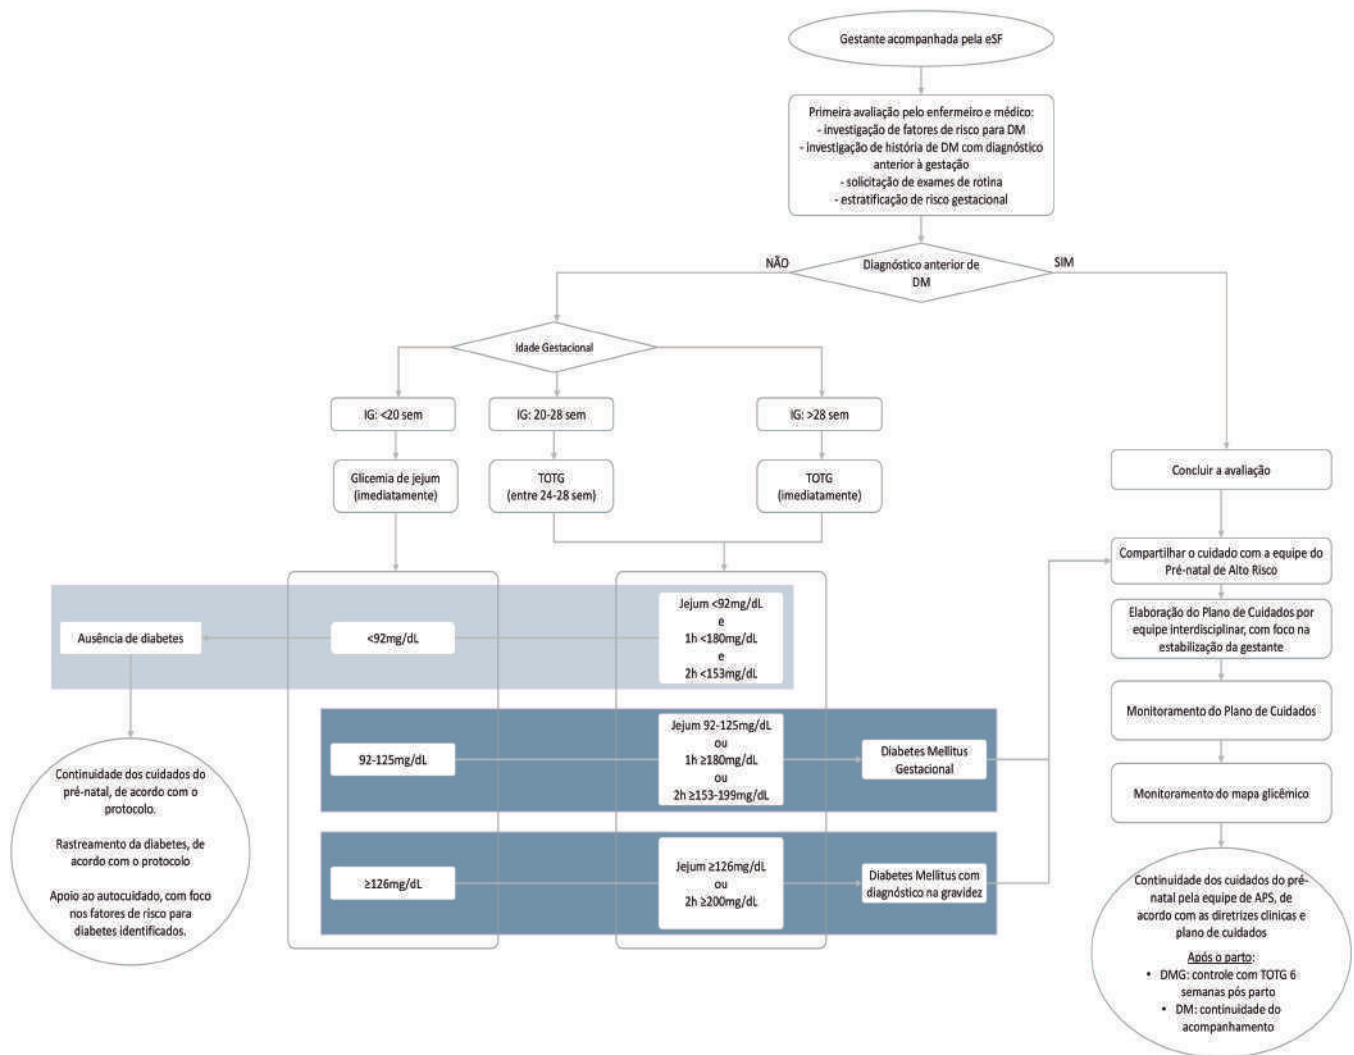 Gestante acompanhada pela eSF
Primeira avaliação pelo enfermeiro e médico:
- investigação de fatores de risco para DM
- investigação de história de DM com diagnóstico
anterior à gestação
- solicitação de exames de rotina
- estratificação de risco gestacional
NÃO
Diagnóstico anterior de
DM
SIM
Idade Gestacional
IG: <20 sem
IG: 20-28 sem
IG: >28 sem
Glicemia de jejum
(imediatamente)
TOTG
(entre 24-28 sem)
TOTG
(imediatamente)
Concluir a avaliação
Compartilhar o cuidado com a equipe do
Pré-natal de Alto Risco
Elaboração do Plano de Cuidados por
equipe interdisciplinar, com foco na
estabilização da gestante
Monitoramento do Plano de Cuidados
Monitoramento do mapa glicêmico
Ausência de diabetes
<92mg/dL
Jejum <92mg/dL
e
1h <180mg/dL
e
2h <153mg/dL
92-125mg/dL
Jejum 92-125mg/dL
ou
1h ≥180mg/dL
ou
2h ≥153-199mg/dL
Diabetes Mellitus
Gestacional
≥126mg/dL
Jejum ≥126mg/dL
ou
2h ≥200mg/dL
Diabetes Mellitus com
diagnóstico na gravidez
Continuidade dos cuidados do
pré-natal, de acordo com o
protocolo.
Rastreamento da diabetes, de
acordo com o protocolo
Apoio ao autocuidado, com foco
nos fatores de risco para
diabetes identificados.
Continuidade dos cuidados do pré-
natal pela equipe de APS, de
acordo com as diretrizes clinicas e
plano de cuidados
Após o parto:
• DMG: controle com TOTG 6
semanas pós parto
• DM: continuidade do
acompanhamento